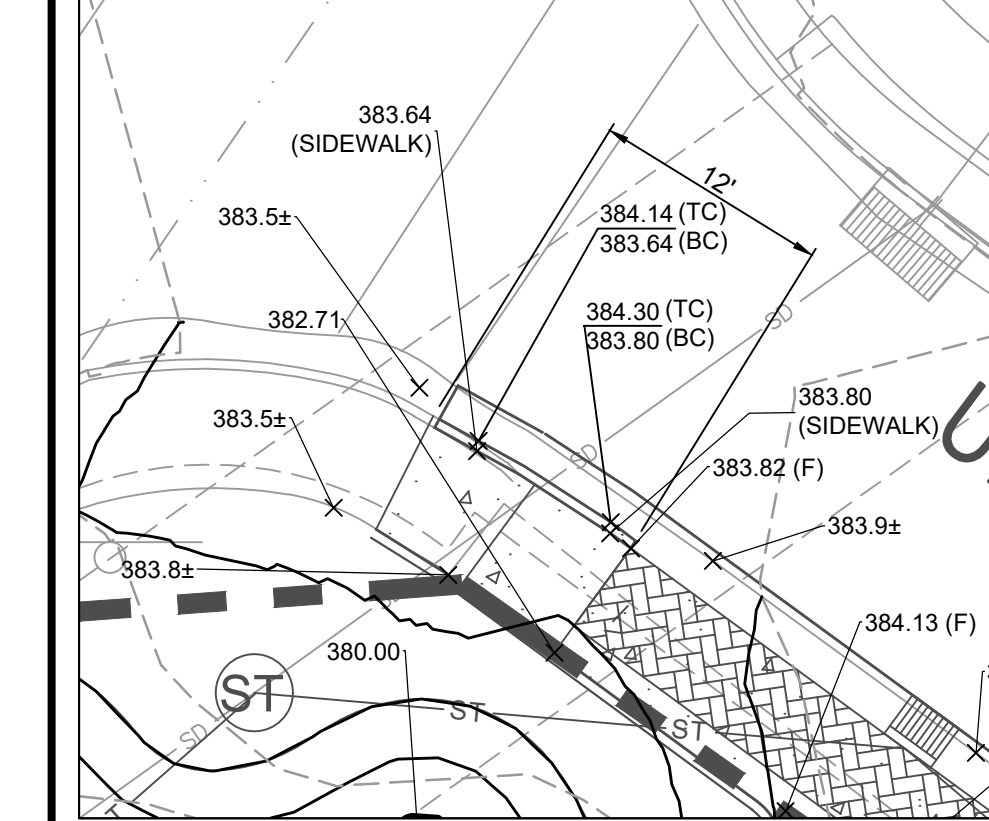 383.64
(SIDEWALK)
12'
383.5±
384.14 (TC)
383.64 (BC)
382.71
384.30 (TC)
383.80 (BC)
SD
383.80
(SIDEWALK)
383.5±
SD
383.82 (F)
383.9±
383.8±
384.13 (F)
380.00
ST
ST
ST
SD